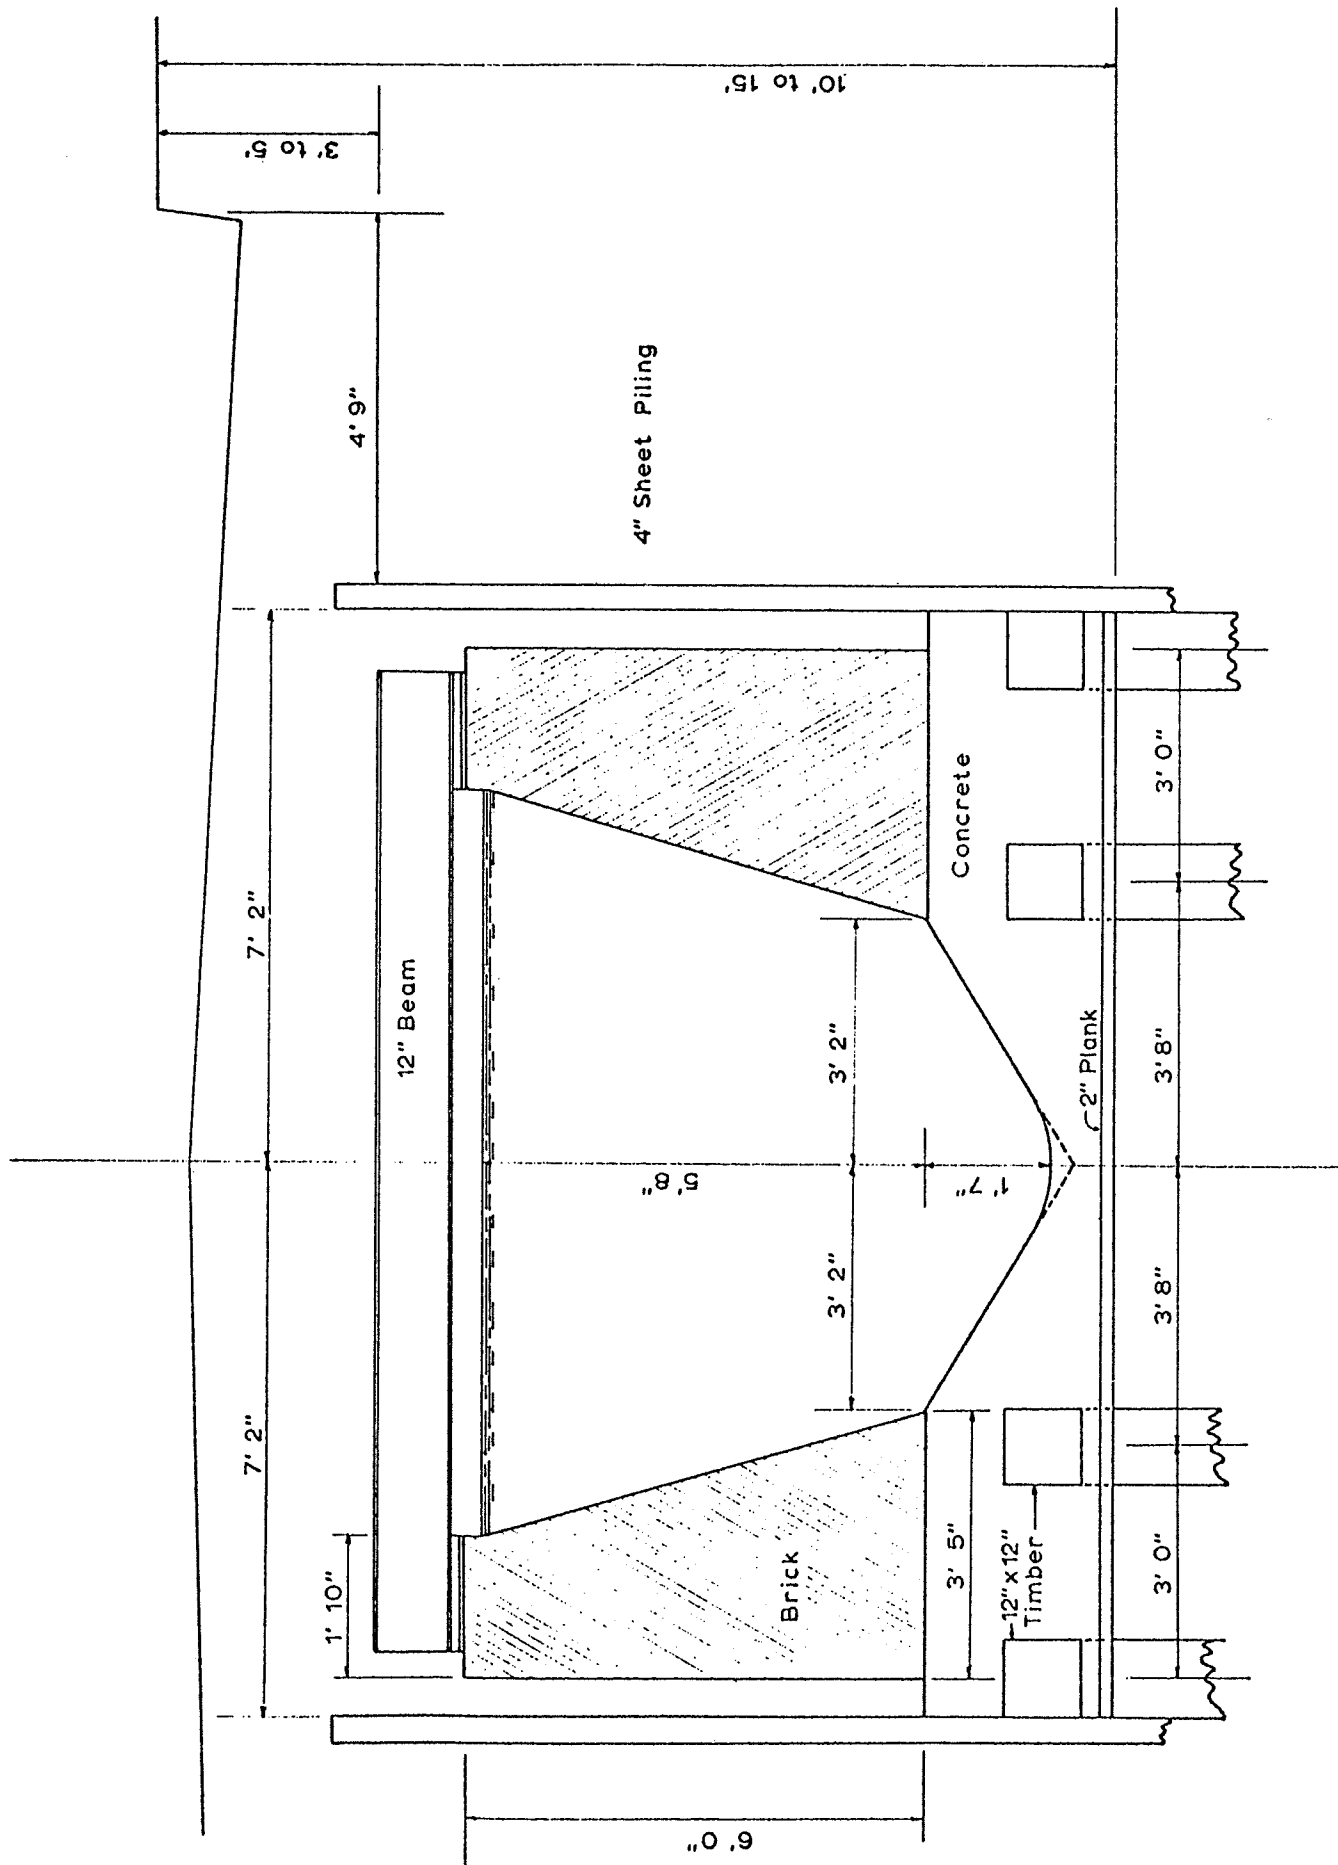 10' to 15'
3' to 5'
4' 9"
4" Sheet Piling
7' 2"
7' 2"
12" Beam
1' 10"
3' 2"
3' 2"
5' 8"
1' 7"
Concrete
Brick
3' 5"
2" Plank
12" x 12"
Timber
3' 0"
3' 8"
3' 8"
3' 0"
6' 0"